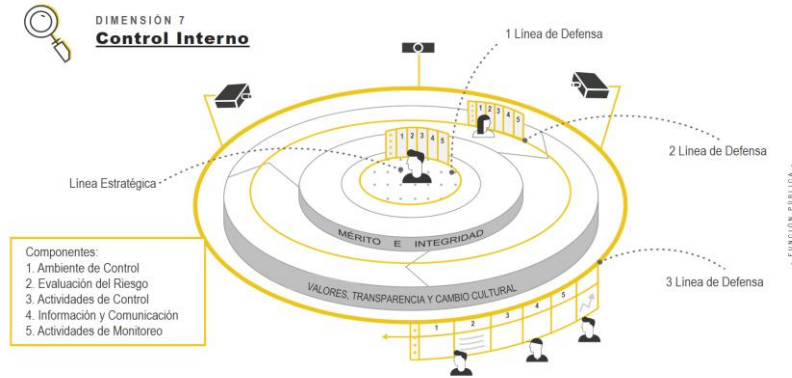 DIMENSIÓN 7
Control Interno
1 Línea de Defensa
1 2 3 4 5
1 2 3 4 5
2 Línea de Defensa
Línea Estratégica
- FUNCIÓN PÚBLICA -
MÉRITO E INTEGRIDAD
Componentes:
1. Ambiente de Control
2. Evaluación del Riesgo
3. Actividades de Control
4. Información y Comunicación
5. Actividades de Monitoreo
VALORES, TRANSPARENCIA Y CAMBIO CULTURAL
3 Línea de Defensa
1 2 3 4 5